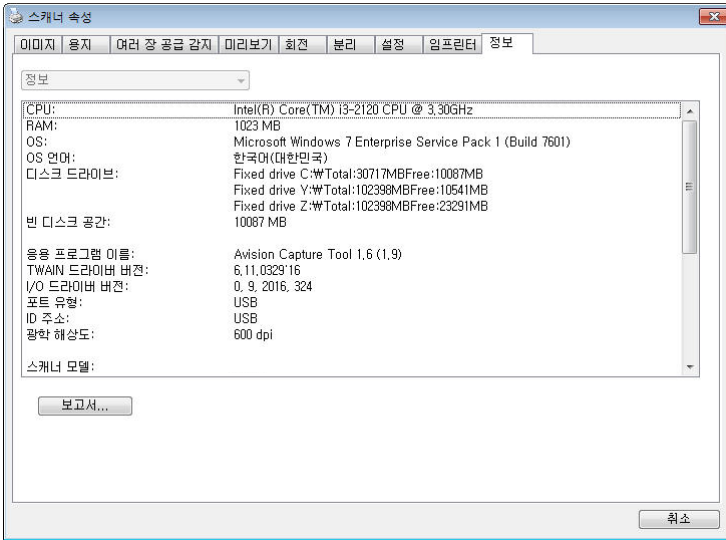 스캐너 속성
이미지 용지 여러 장 공급 감지 미리보기 회전 분리 설정 임프린터 정보
정보
CPU: Intel(R) Core(TM) i3-2120 CPU @ 3,30GHz
RAM: 1023 MB
OS: Microsoft Windows 7 Enterprise Service Pack 1 (Build 7601)
OS 언어: 한국어(대한민국)
디스크 드라이브: Fixed drive C:₩Total:30717MBFree:10087MB
Fixed drive Y:₩Total:102398MBFree:10541MB
Fixed drive Z:₩Total:102398MBFree:23291MB
빈 디스크 공간: 10087 MB
응용 프로그램 이름: Avision Capture Tool 1,6 (1,9)
TWAIN 드라이버 버전: 6,11,0329'16
I/O 드라이버 버전: 0, 9, 2016, 324
포트 유형: USB
ID 주소: USB
광학 해상도: 600 dpi
스캐너 모델:
보고서...
취소